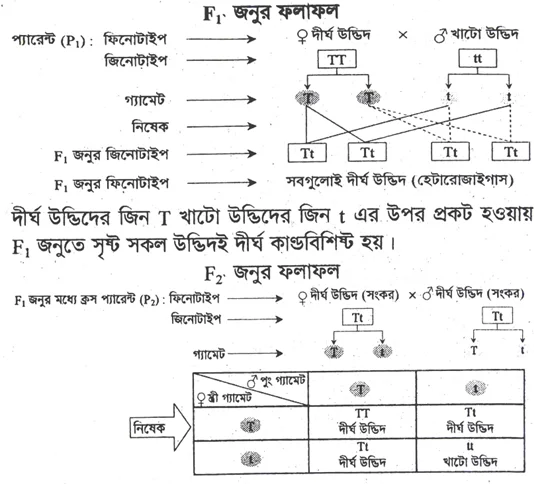 F₁ জনুর ফলাফল
প্যারেন্ট (P₁) : ফিনোটাইপ ♀ দীর্ঘ উদ্ভিদ × ♂ খাটো উদ্ভিদ
জিনোটাইপ TT tt
গ্যামেট T T t t
নিষেক
F₁ জনুর জিনোটাইপ Tt Tt Tt Tt
F₁ জনুর ফিনোটাইপ সবগুলোই দীর্ঘ উদ্ভিদ (হেটারোজাইগাস)
দীর্ঘ উদ্ভিদের জিন T খাটো উদ্ভিদের জিন t এর উপর প্রকট হওয়ায়
F₁ জনুতে সৃষ্ট সকল উদ্ভিদই দীর্ঘ কাণ্ডবিশিষ্ট হয়।
F₂ জনুর ফলাফল
F₁ জনুর মধ্যে ক্রস প্যারেন্ট (P₂) : ফিনোটাইপ ♀ দীর্ঘ উদ্ভিদ (সংকর) × ♂ দীর্ঘ উদ্ভিদ (সংকর)
জিনোটাইপ Tt Tt
গ্যামেট T t T t
♂ পুং গ্যামেট T t
♀ স্ত্রী গ্যামেট
নিষেক
T TT Tt
দীর্ঘ উদ্ভিদ দীর্ঘ উদ্ভিদ
t Tt tt
দীর্ঘ উদ্ভিদ খাটো উদ্ভিদ